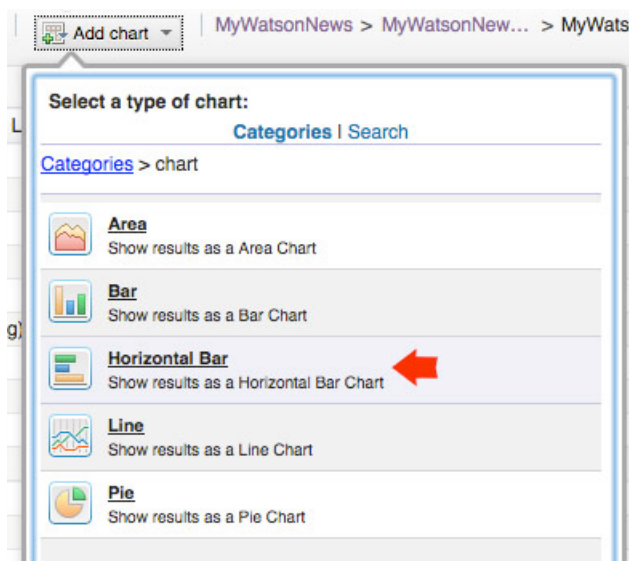 Add chart
MyWatsonNews > MyWatsonNew... > MyWats
Select a type of chart:
Categories | Search
L
Categories > chart
Area
Show results as a Area Chart
Bar
Show results as a Bar Chart
g)
Horizontal Bar
Show results as a Horizontal Bar Chart
Line
Show results as a Line Chart
Pie
Show results as a Pie Chart